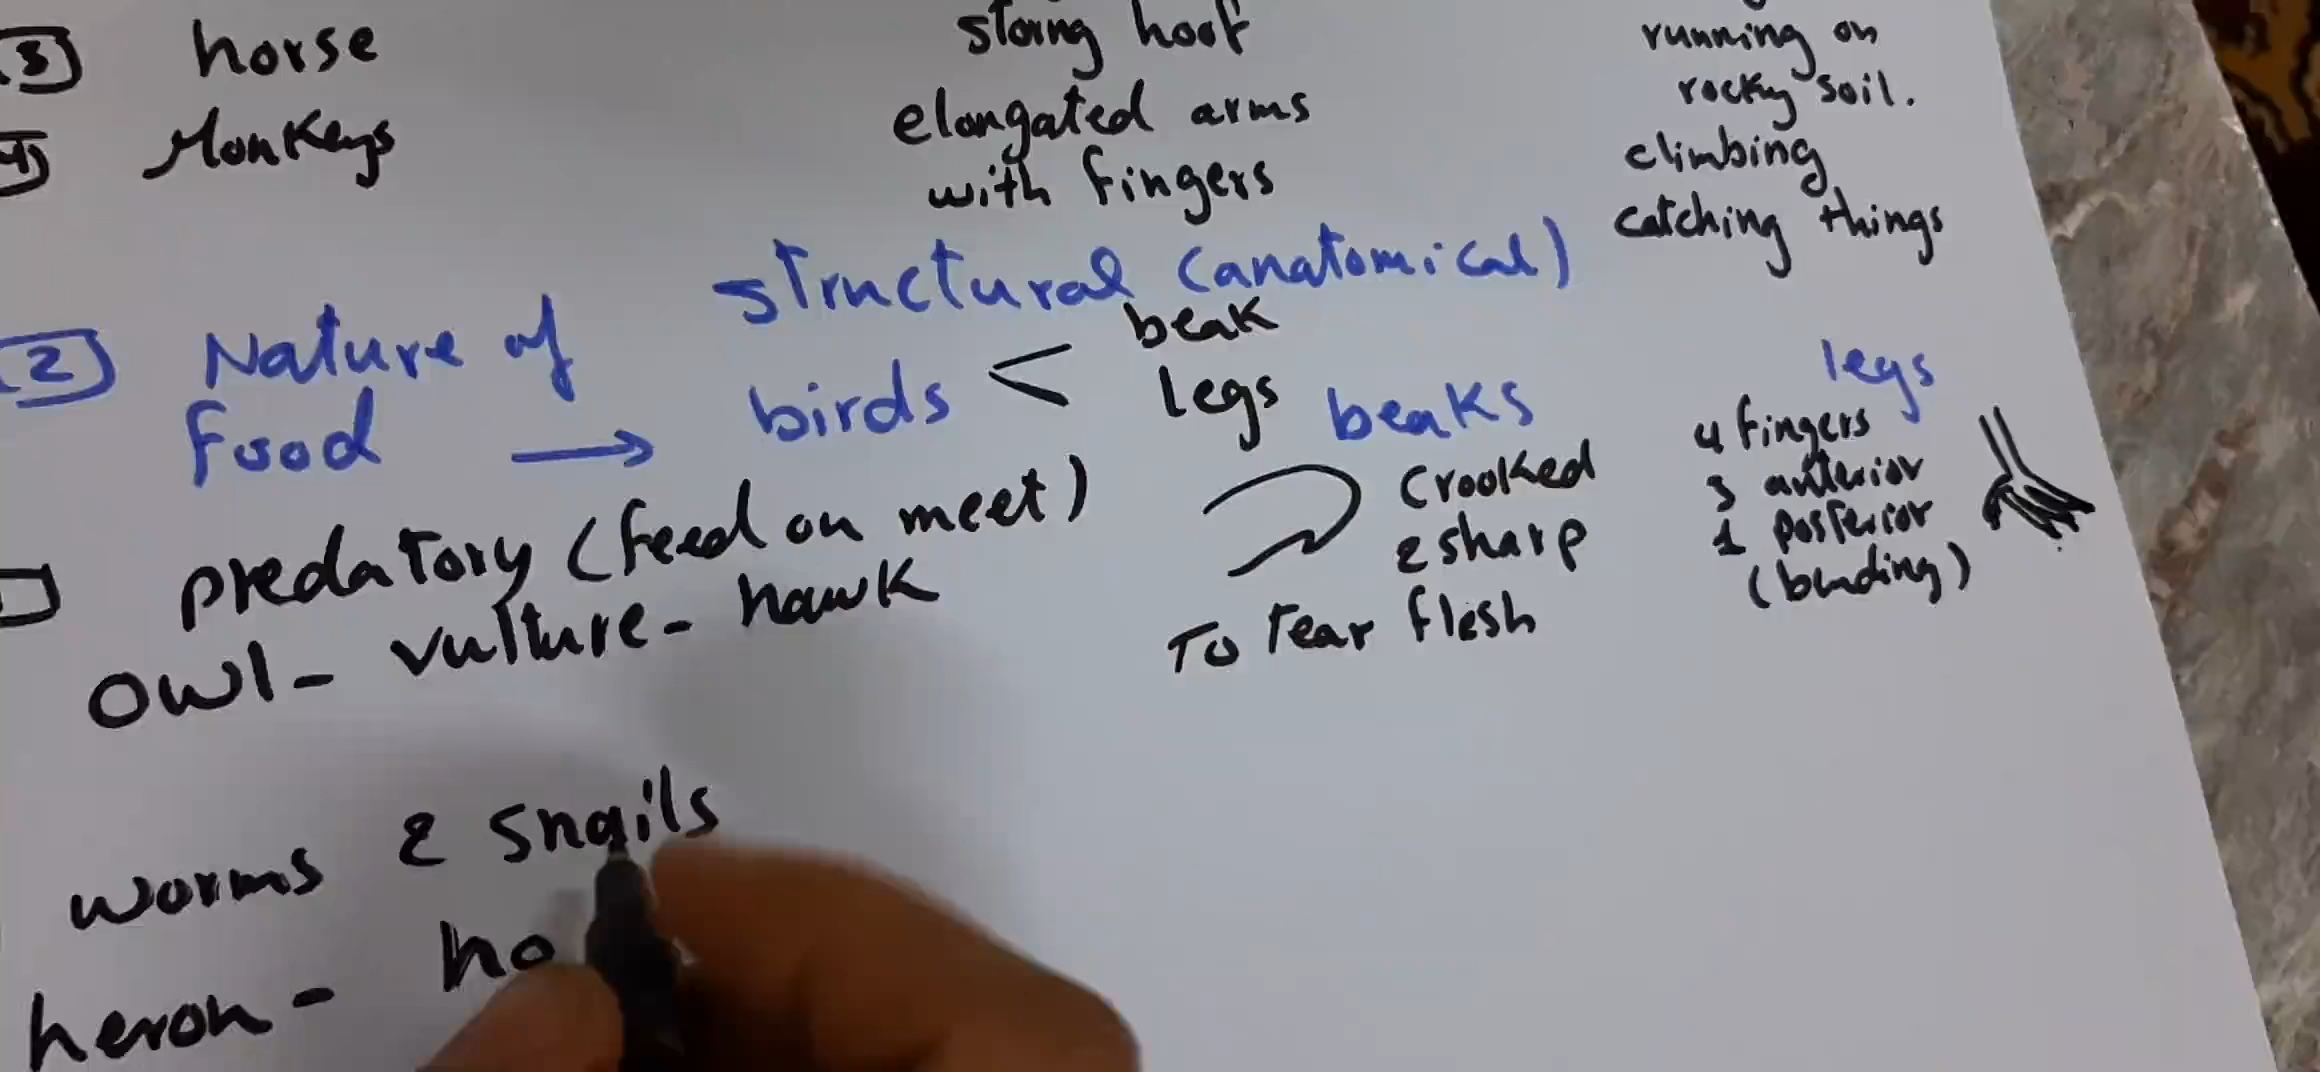 3 horse
storing hoof
running on
rocky soil.
4 Monkeys
elongated arms
with fingers
climbing
catching things
2 Nature of
food →
structural (anatomical)
birds < beak
legs
beaks
legs
predatory (feed on meet)
owl - vulture - hawk
crooked
& sharp
To tear flesh
4 fingers
3 anterior
1 posterior
(bending)
worms & snails
heron - ho